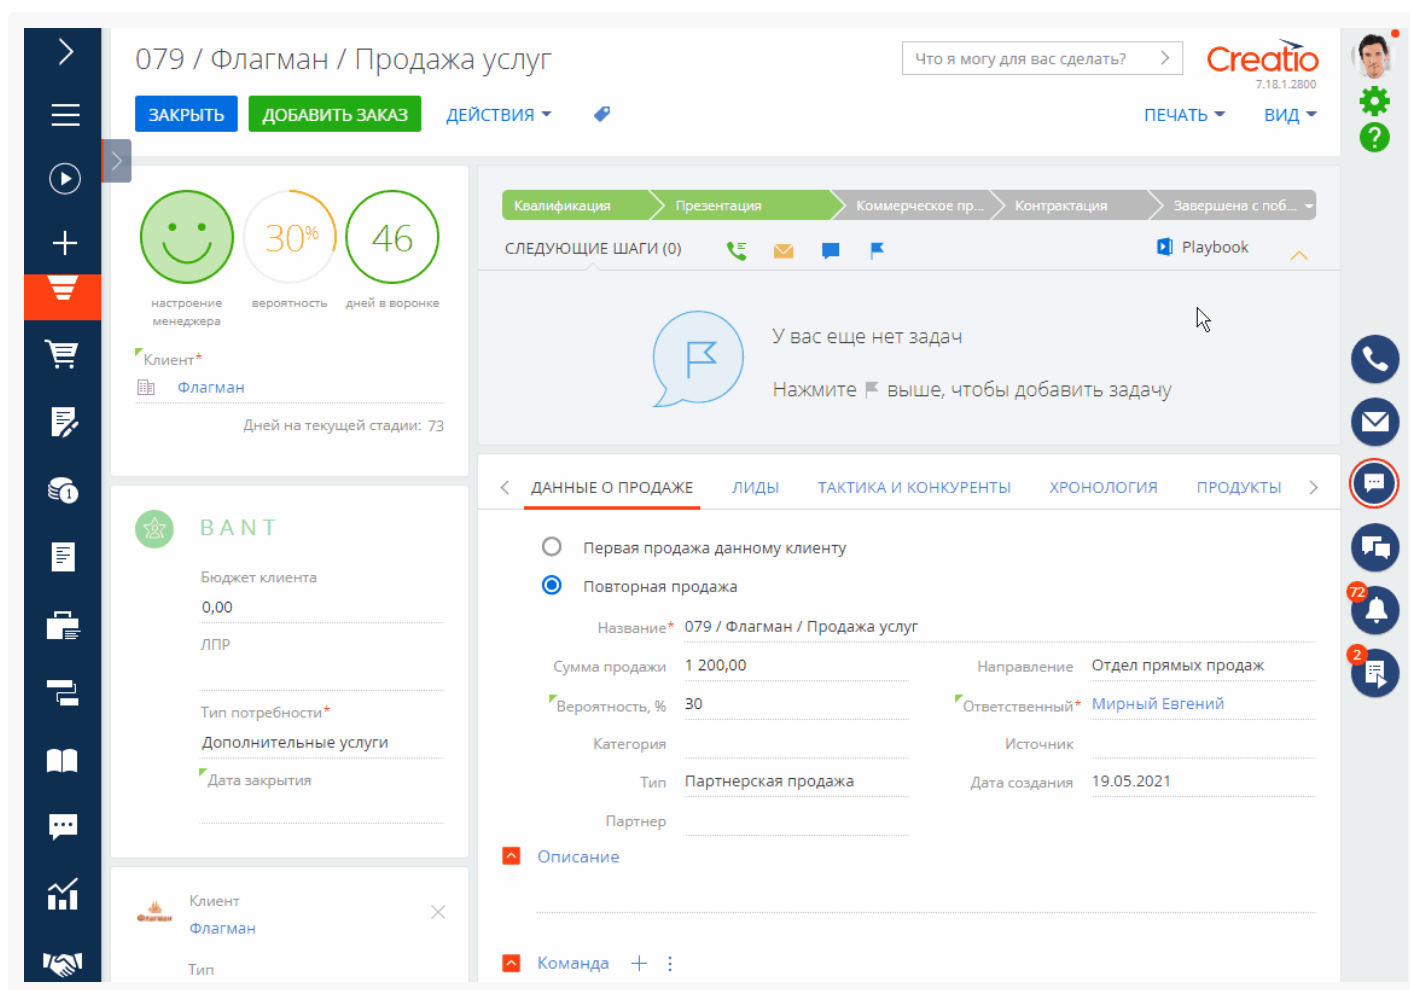 079 / Флагман / Продажа услуг
Что я могу для вас сделать?
Creatio
7.18.1.2800
ЗАКРЫТЬ
ДОБАВИТЬ ЗАКАЗ
ДЕЙСТВИЯ
ПЕЧАТЬ
ВИД
30%
46
настроение менеджера
вероятность
дней в воронке
Клиент*
Флагман
Дней на текущей стадии: 73
Квалификация
Презентация
Коммерческое пр...
Контрактация
Завершена с поб...
СЛЕДУЮЩИЕ ШАГИ (0)
Playbook
У вас еще нет задач
Нажмите выше, чтобы добавить задачу
BANT
Бюджет клиента
0,00
ЛПР
Тип потребности*
Дополнительные услуги
Дата закрытия
Флагман
Клиент
Флагман
Тип
ДАННЫЕ О ПРОДАЖЕ
ЛИДЫ
ТАКТИКА И КОНКУРЕНТЫ
ХРОНОЛОГИЯ
ПРОДУКТЫ
Первая продажа данному клиенту
Повторная продажа
Название* 079 / Флагман / Продажа услуг
Сумма продажи 1 200,00
Направление Отдел прямых продаж
Вероятность, % 30
Ответственный* Мирный Евгений
Категория
Источник
Тип Партнерская продажа
Дата создания 19.05.2021
Партнер
Описание
Команда
1
?
72
2